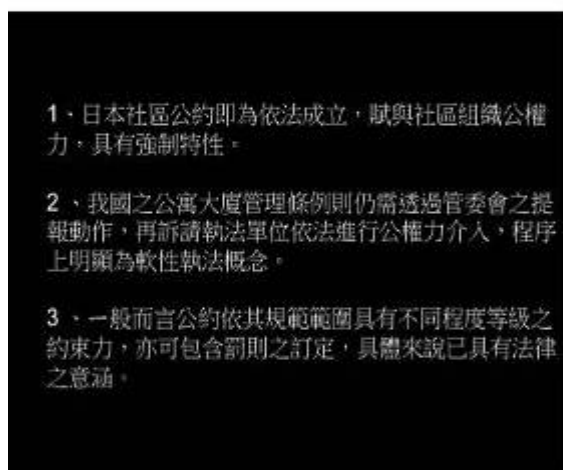 1、日本社區公約即為依法成立，賦與社區組織公權
力，具有強制特性。
2、我國之公寓大廈管理條例則仍需透過管委會之提
報動作，再訴請執法單位依法進行公權力介入，程序
上明顯為軟性執法概念。
3、一般而言公約依其規範範圍具有不同程度等級之
約束力，亦可包含罰則之訂定，具體來說已具有法律
之意涵。